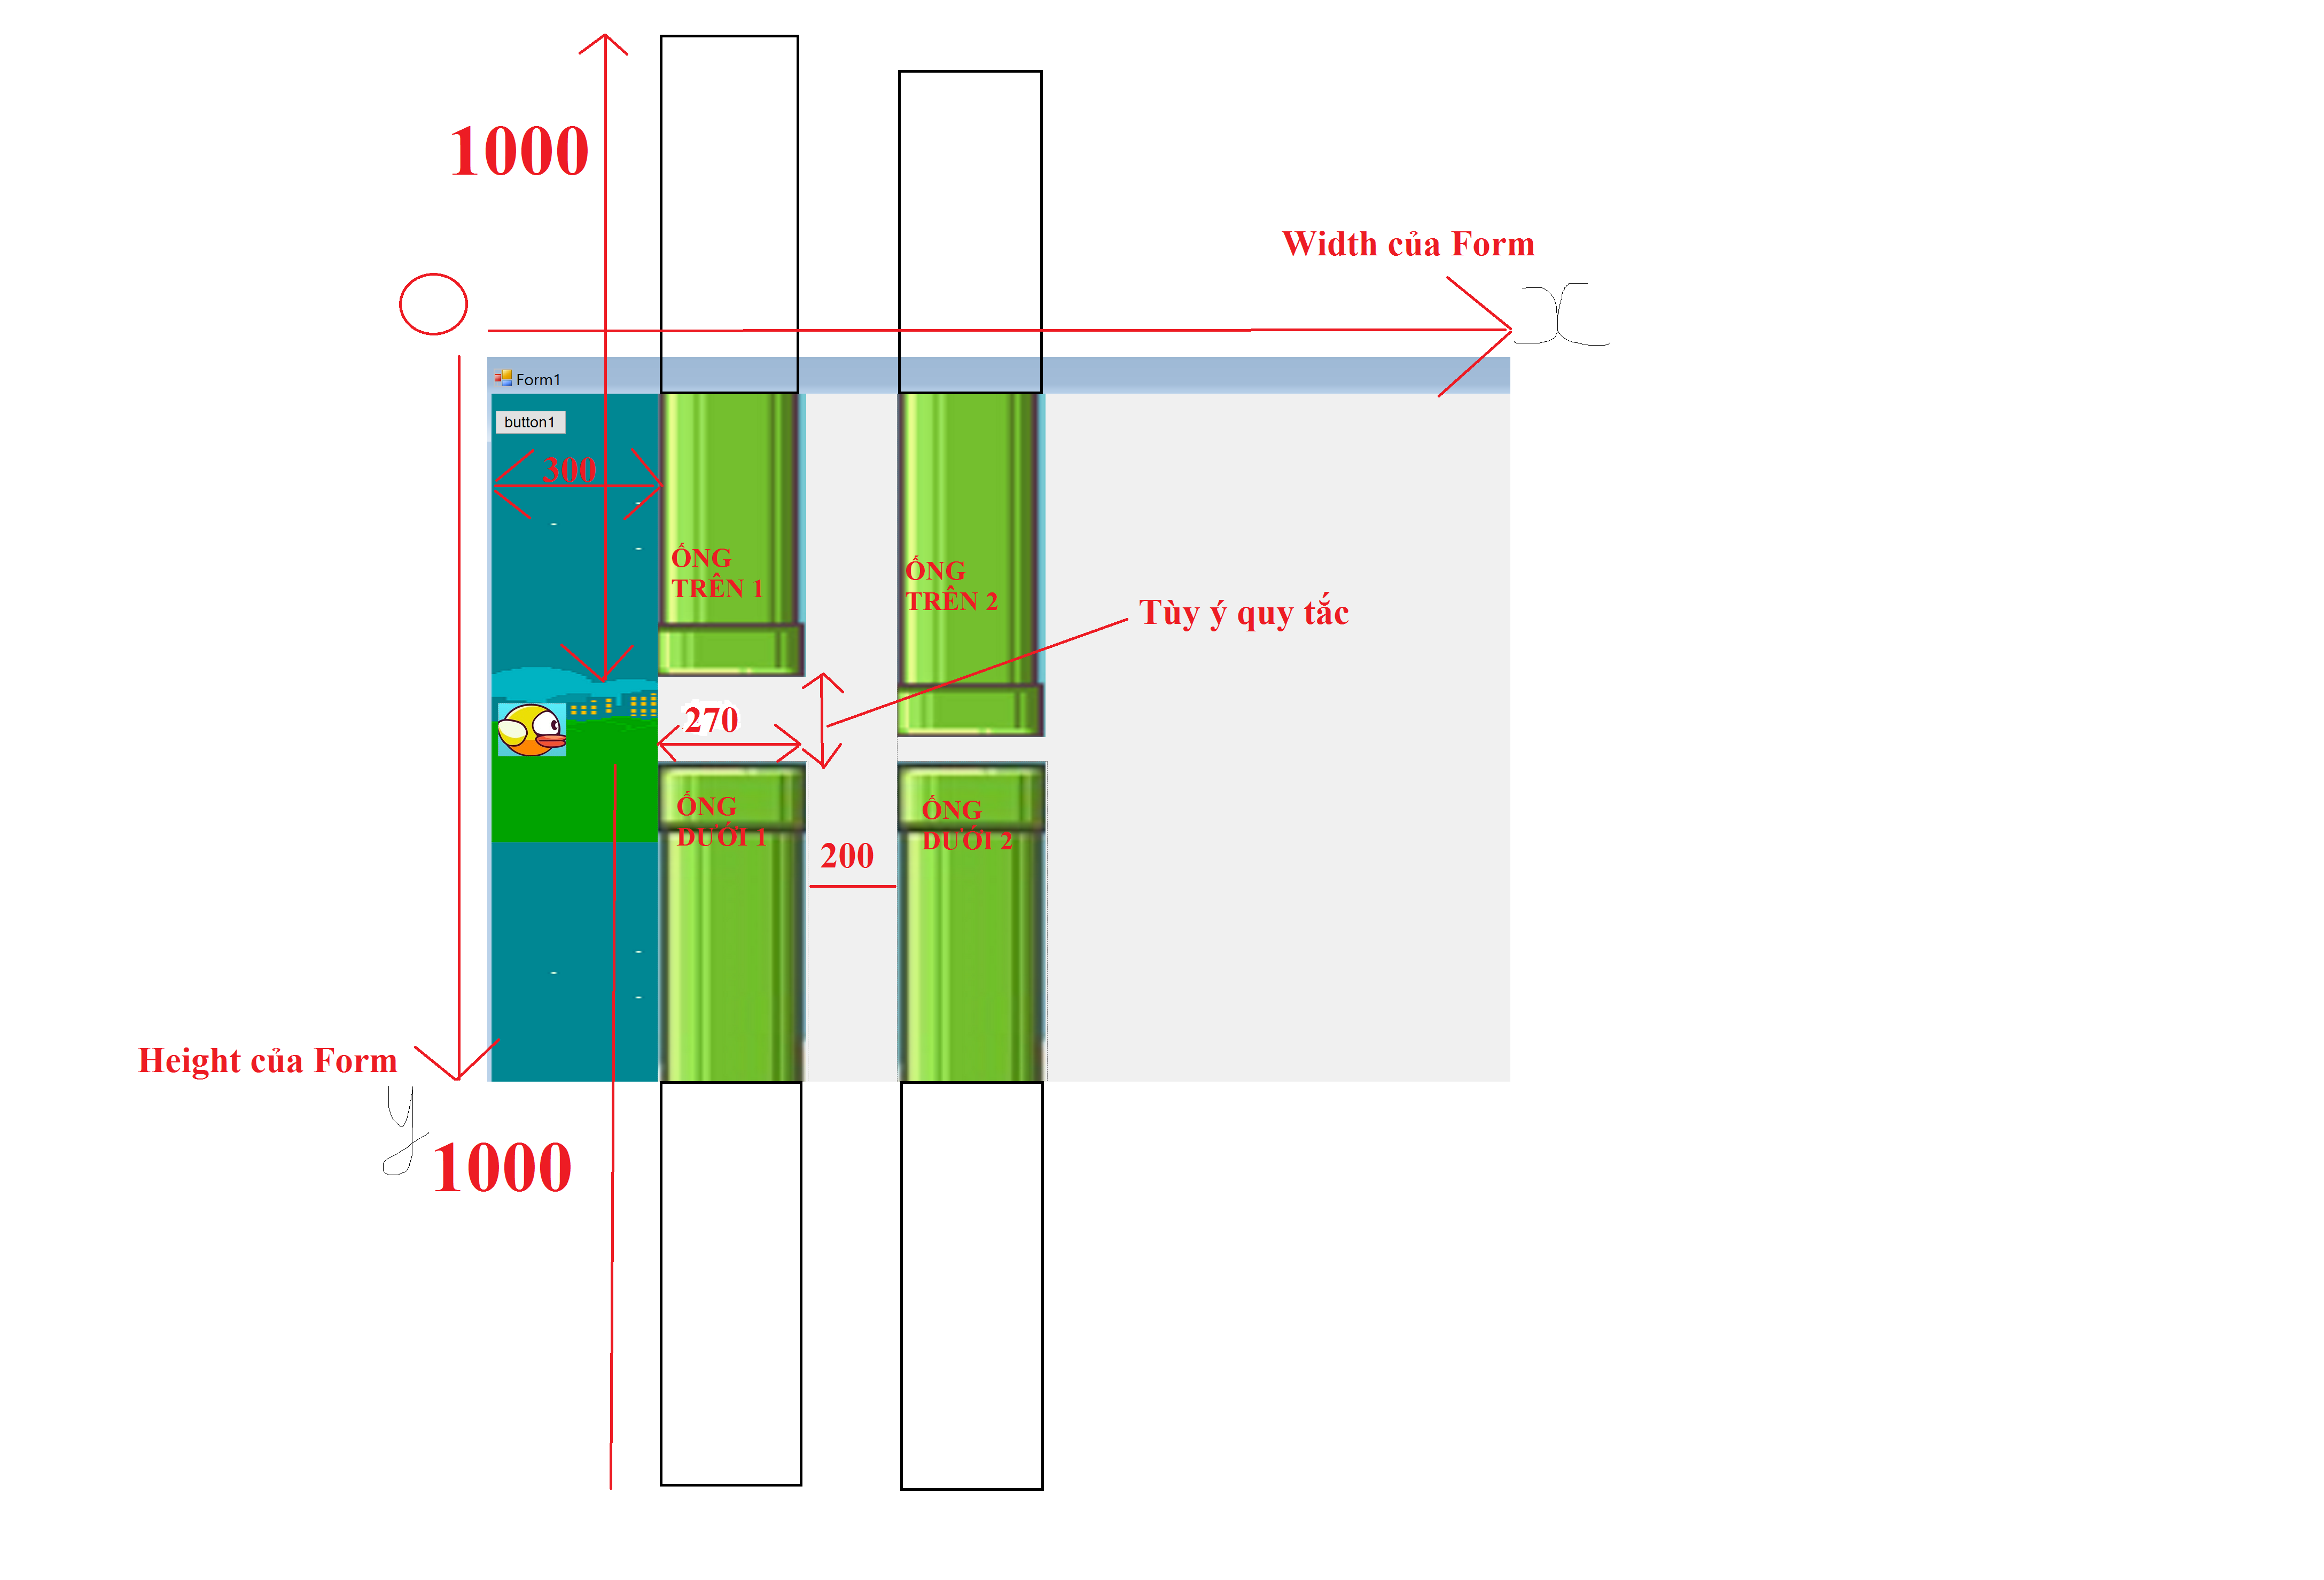 1000
Width của Form
x
Form1
button1
300
ỐNG
TRÊN 1
ỐNG
TRÊN 2
Tùy ý quy tắc
270
ỐNG
DƯỚI 1
ỐNG
DƯỚI 2
200
Height của Form
y
1000